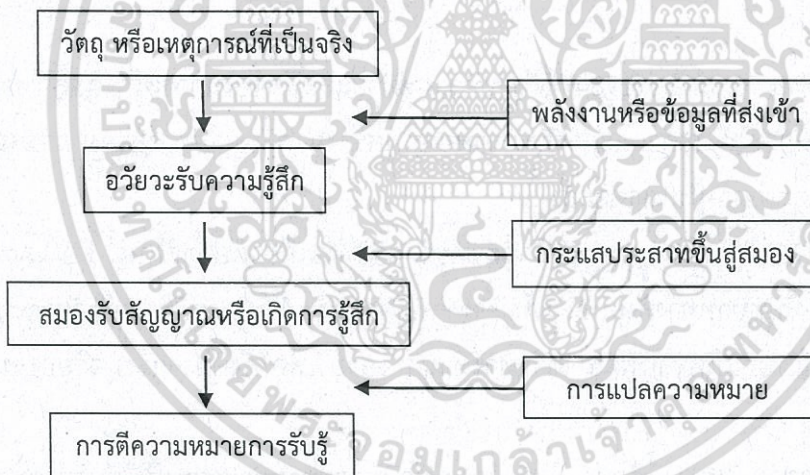 วัตถุ หรือเหตุการณ์ที่เป็นจริง
พลังงานหรือข้อมูลที่ส่งเข้า
อวัยวะรับความรู้สึก
กระแสประสาทขึ้นสู่สมอง
สมองรับสัญญาณหรือเกิดการรู้สึก
การแปลความหมาย
การตีความหมายการรับรู้